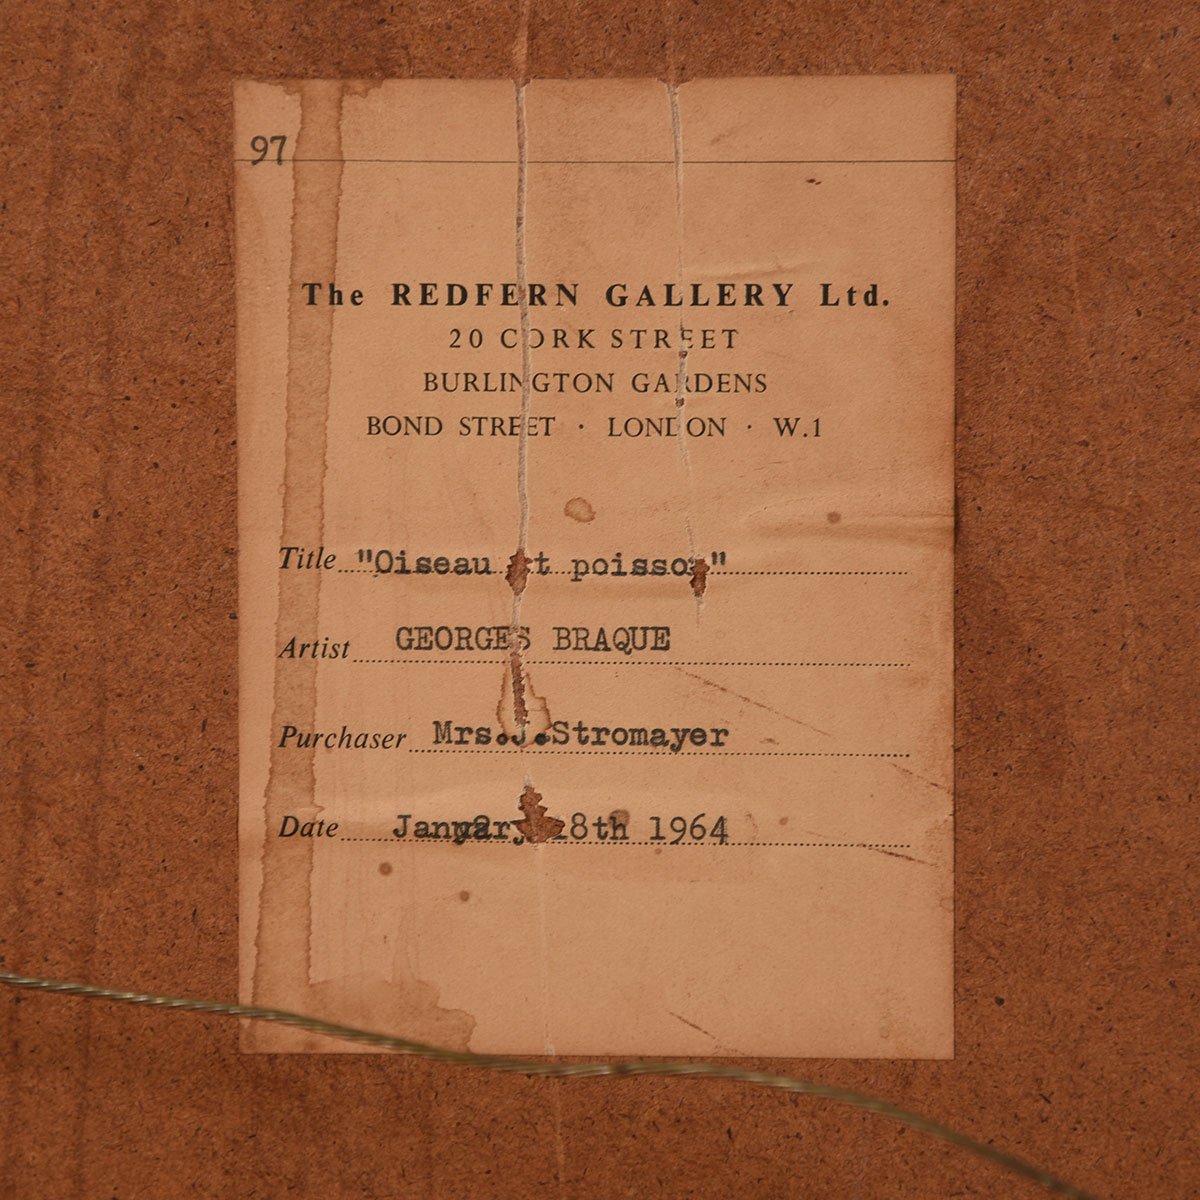 97
The REDFERN GALLERY Ltd.
20 CORK STREET
BURLINGTON GARDENS
BOND STREET · LONDON · W.1
Title "Oiseau et poisson"
Artist GEORGES BRAQUE
Purchaser Mrs.J.Stromayer
Date January 28th 1964